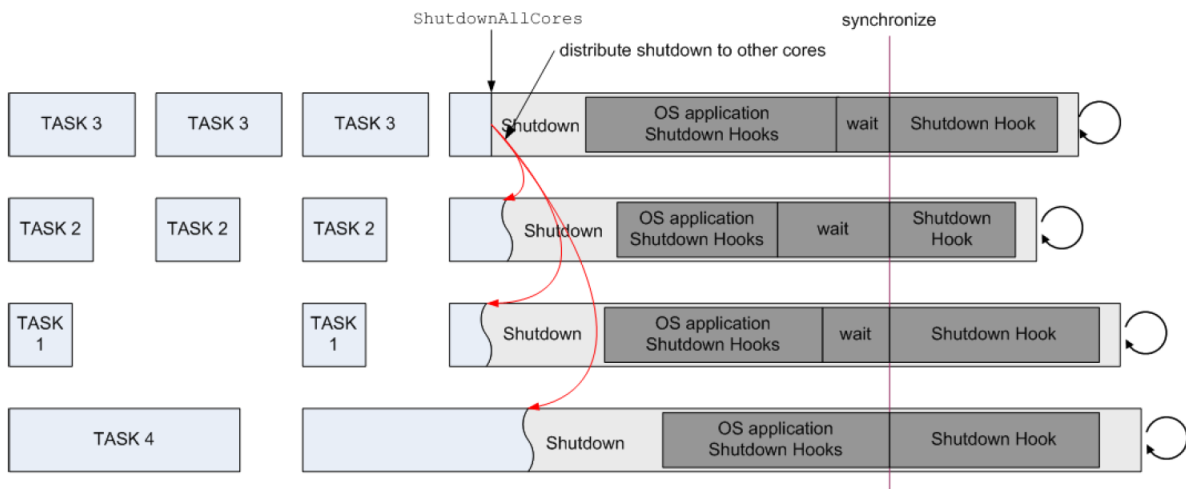 ShutdownAllCores
synchronize
distribute shutdown to other cores
TASK 3
TASK 3
TASK 3
Shutdown
OS application
Shutdown Hooks
wait
Shutdown Hook
TASK 2
TASK 2
TASK 2
Shutdown
OS application
Shutdown Hooks
wait
Shutdown
Hook
TASK
1
TASK
1
Shutdown
OS application
Shutdown Hooks
wait
Shutdown Hook
TASK 4
Shutdown
OS application
Shutdown Hooks
Shutdown Hook